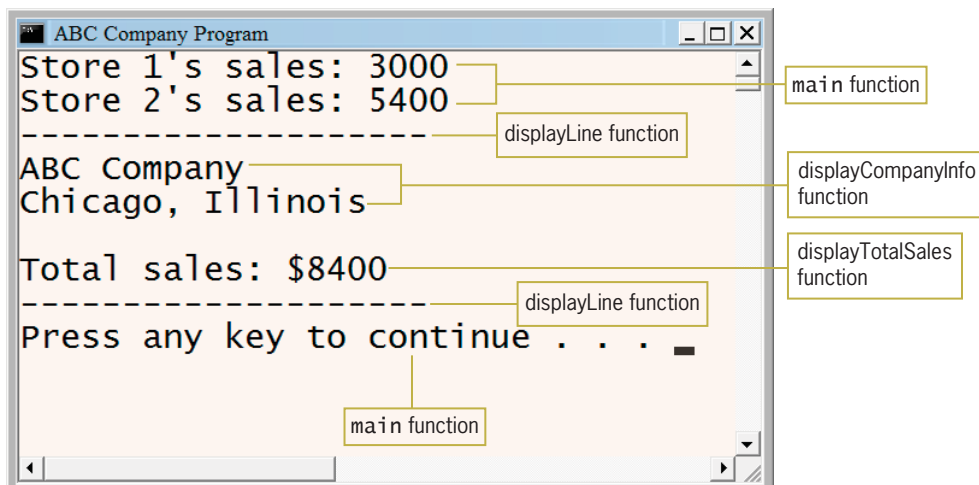 ABC Company Program
Store 1's sales: 3000
Store 2's sales: 5400
main function
---------------------
displayLine function
ABC Company
Chicago, Illinois
displayCompanyInfo
function
Total sales: $8400
displayTotalSales
function
---------------------
displayLine function
Press any key to continue . . . _
main function